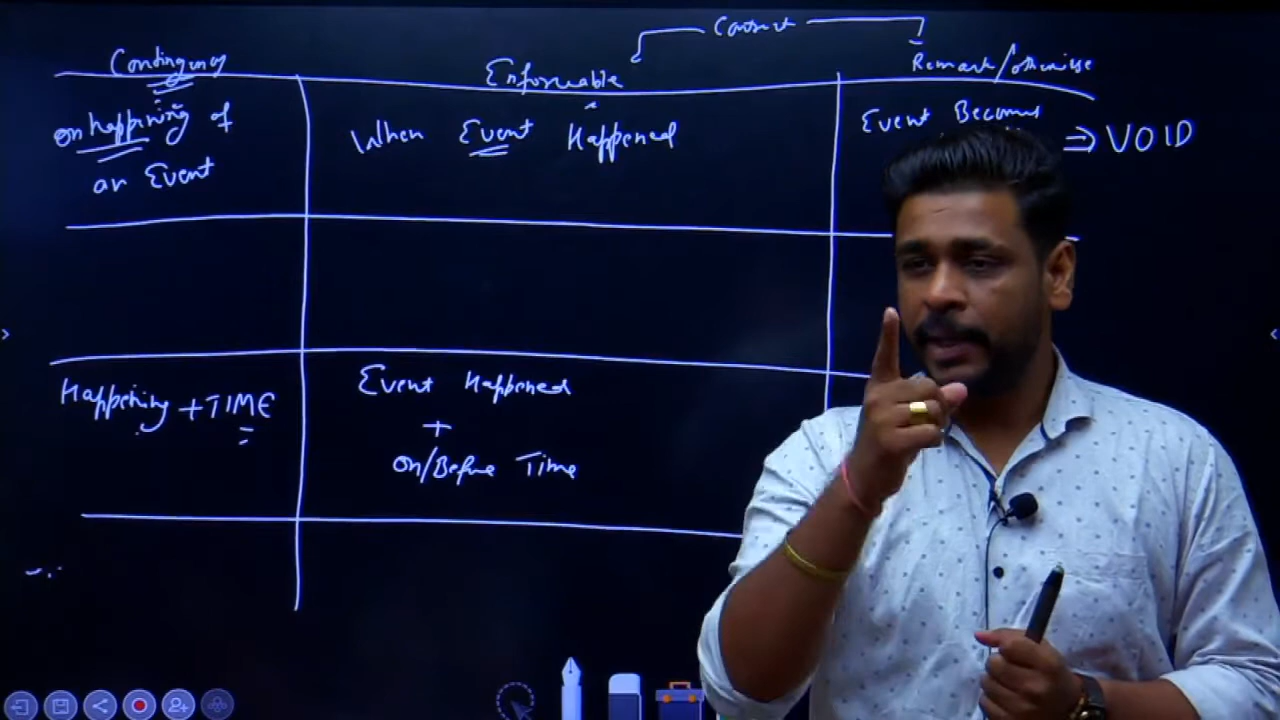 Contract
Contingency
Enforceable
Remark/otherwise
on happening of
an Event
When Event Happened
Event Becomes
⇒ VOID
Happening + TIME
Event Happened
+
on/Before Time